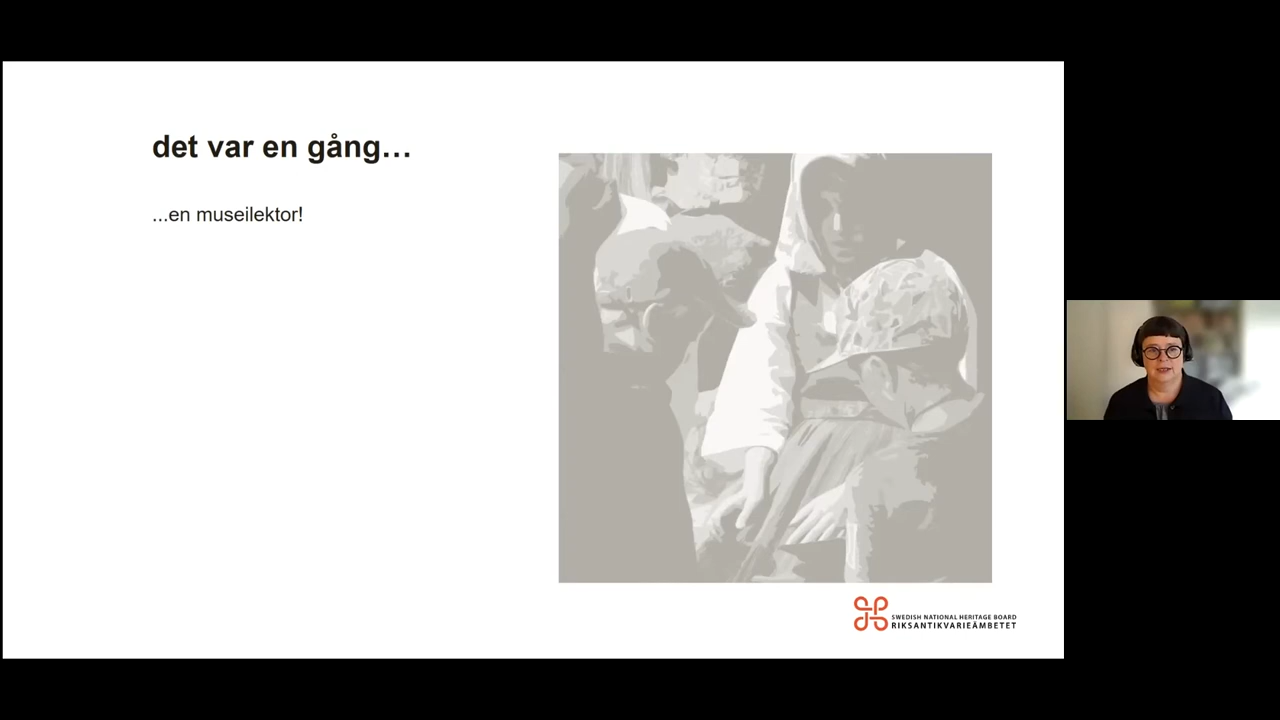 det var en gång…
...en museilektor!
SWEDISH NATIONAL HERITAGE BOARD
RIKSANTIKVARIEÄMBETET